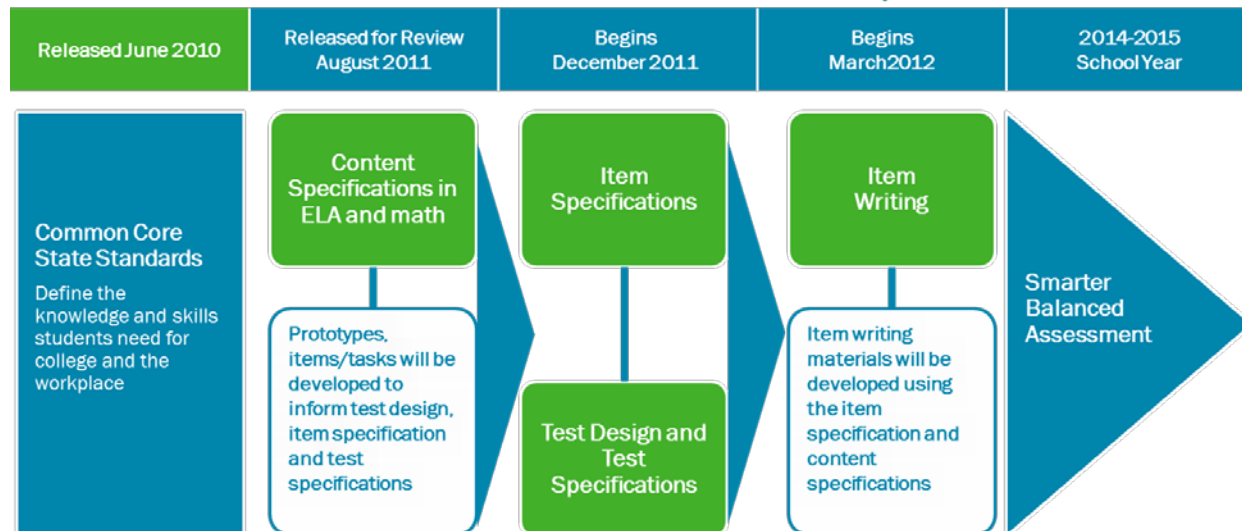 Released June 2010
Released for Review
August 2011
Begins
December 2011
Begins
March2012
2014-2015
School Year
Common Core
State Standards
Define the
knowledge and skills
students need for
college and the
workplace
Content
Specifications in
ELA and math
Prototypes,
items/tasks will be
developed to
inform test design,
item specification
and test
specifications
Item
Specifications
Test Design and
Test
Specifications
Item
Writing
Item writing
materials will be
developed using
the item
specification and
content
specifications
Smarter
Balanced
Assessment